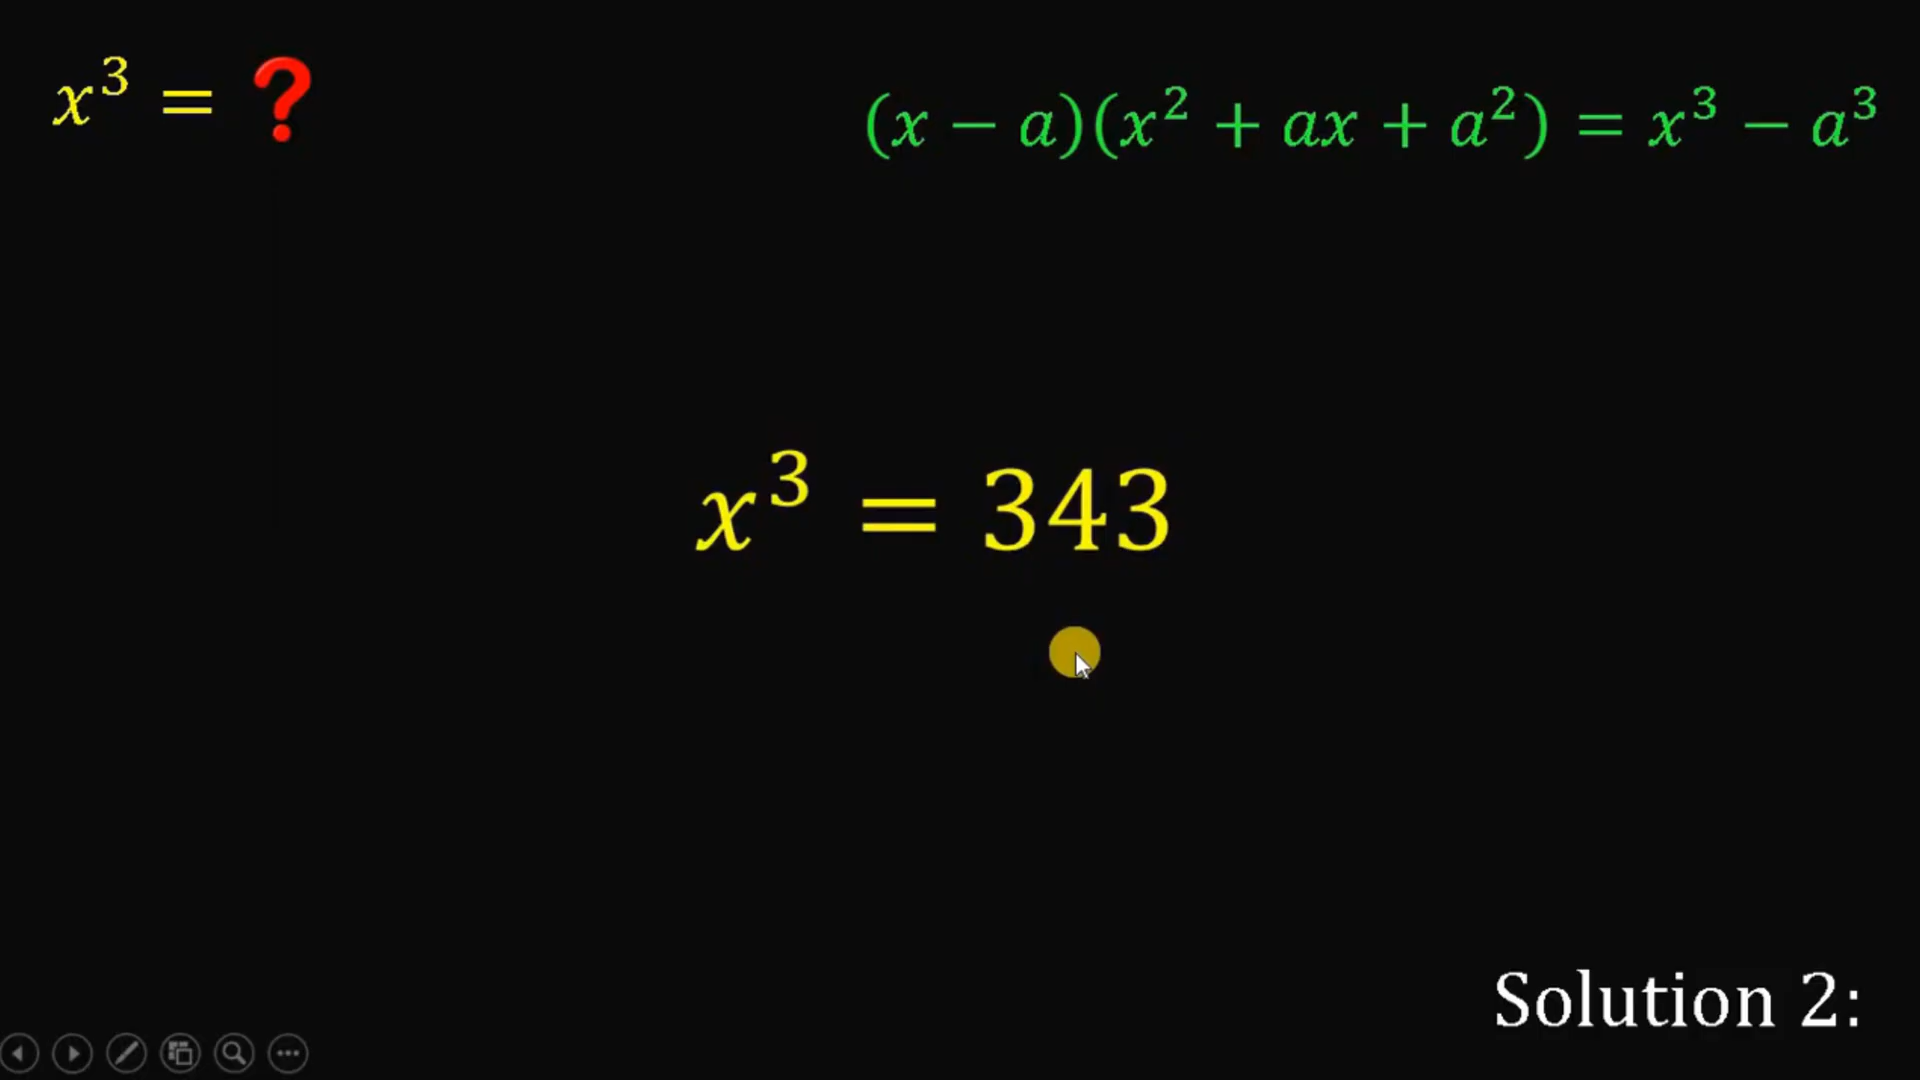 x³ = ❓
(x − a)(x² + ax + a²) = x³ − a³
x³ = 343
Solution 2: